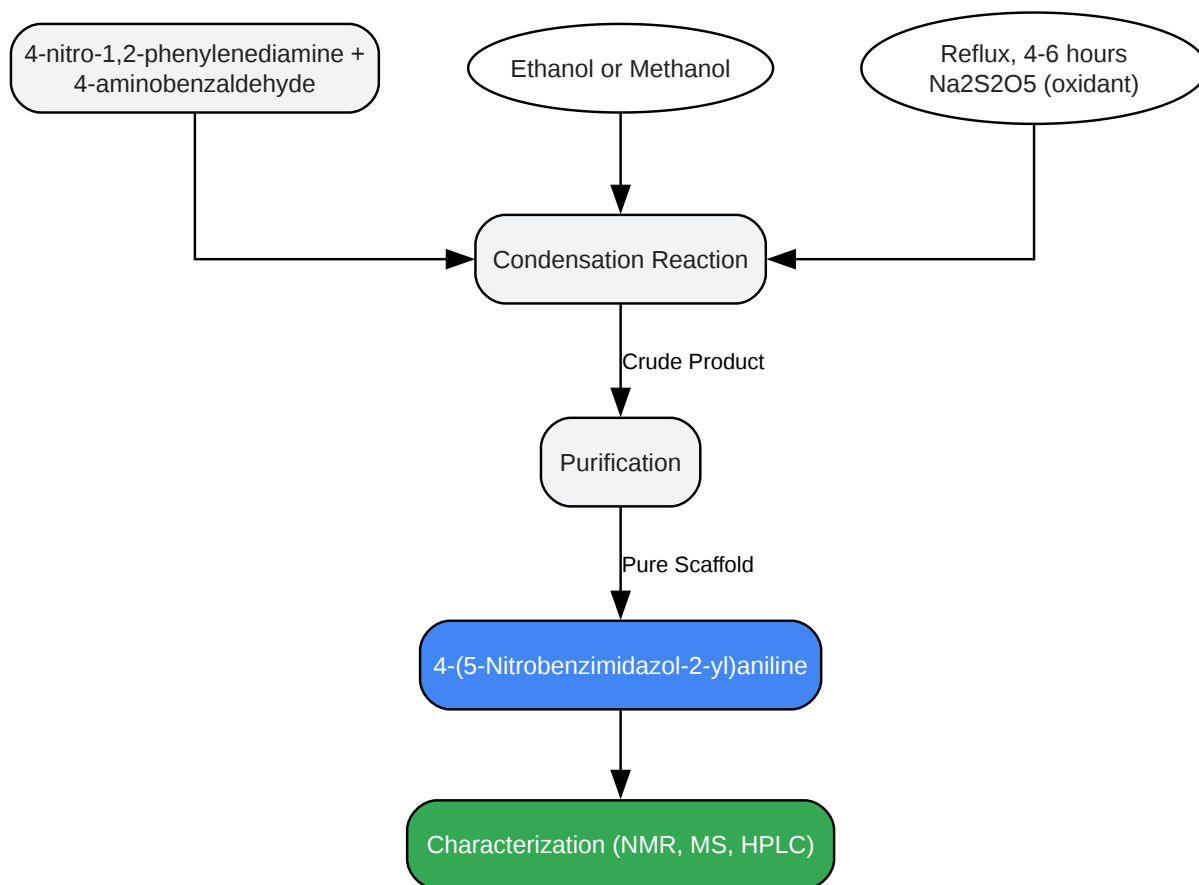 4-nitro-1,2-phenylenediamine +
4-aminobenzaldehyde
Ethanol or Methanol
Reflux, 4-6 hours
Na2S2O5 (oxidant)
Condensation Reaction
Crude Product
Purification
Pure Scaffold
4-(5-Nitrobenzimidazol-2-yl)aniline
Characterization (NMR, MS, HPLC)